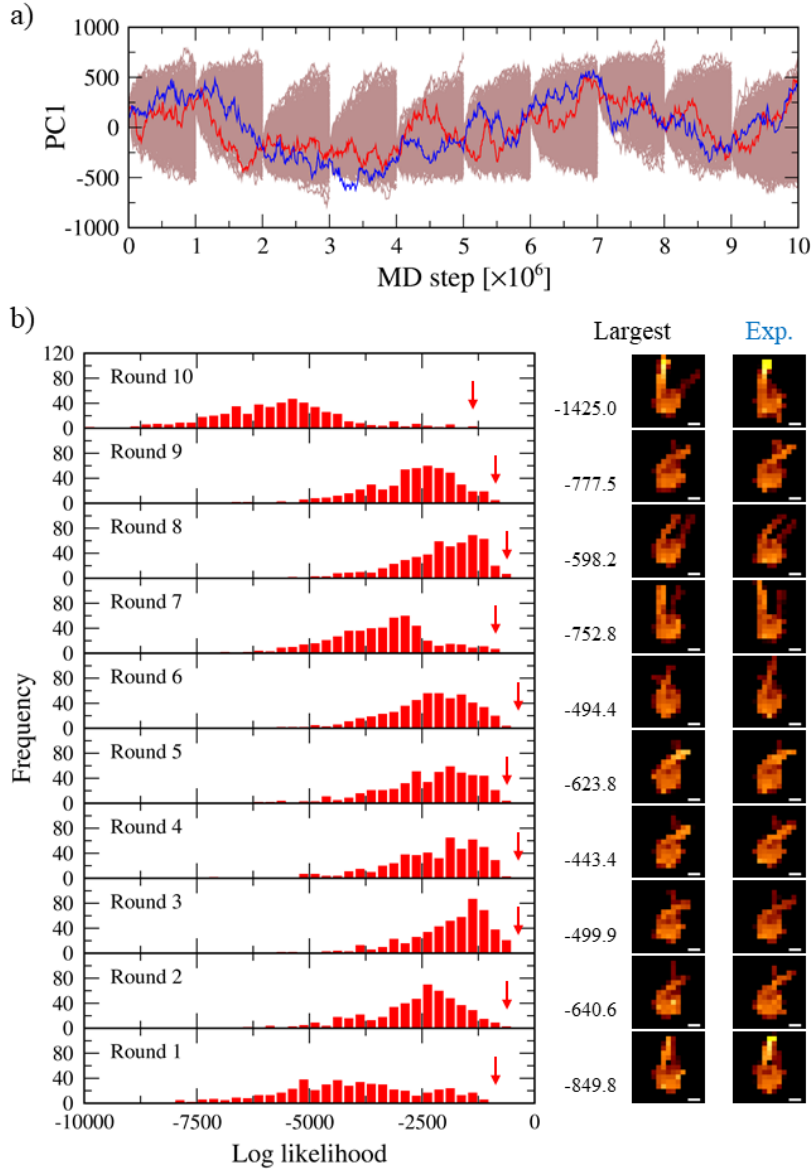 a)
1000
500
0
-500
-1000
PC1
0 1 2 3 4 5 6 7 8 9 10
MD step [×10⁶]
b)
Largest Exp.
120
80
40
0
Round 10
-1425.0
80
40
0
Round 9
-777.5
80
40
0
Round 8
-598.2
80
40
0
Round 7
-752.8
80
40
0
Round 6
-494.4
80
40
0
Round 5
-623.8
80
40
0
Round 4
-443.4
80
40
0
Round 3
-499.9
80
40
0
Round 2
-640.6
80
40
0
Round 1
-849.8
Frequency
-10000 -7500 -5000 -2500 0
Log likelihood